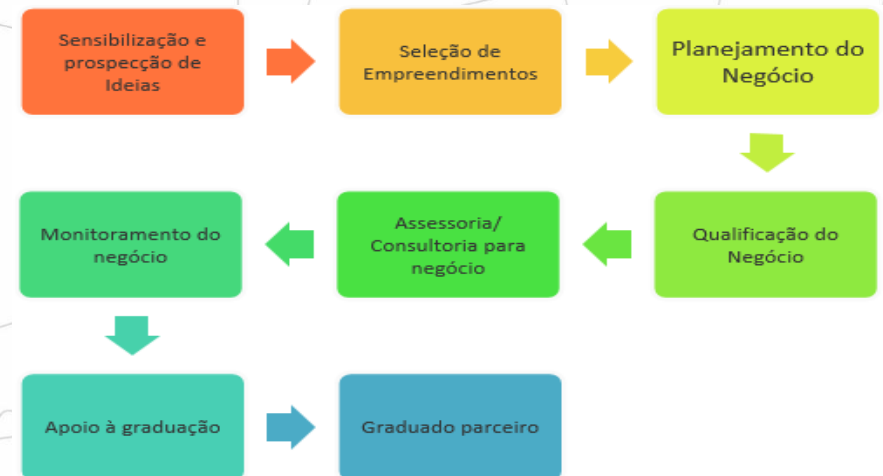 Sensibilização e
prospecção de
Ideias
Seleção de
Empreendimentos
Planejamento do
Negócio
Qualificação do
Negócio
Assessoria/
Consultoria para
negócio
Monitoramento do
negócio
Apoio à graduação
Graduado parceiro